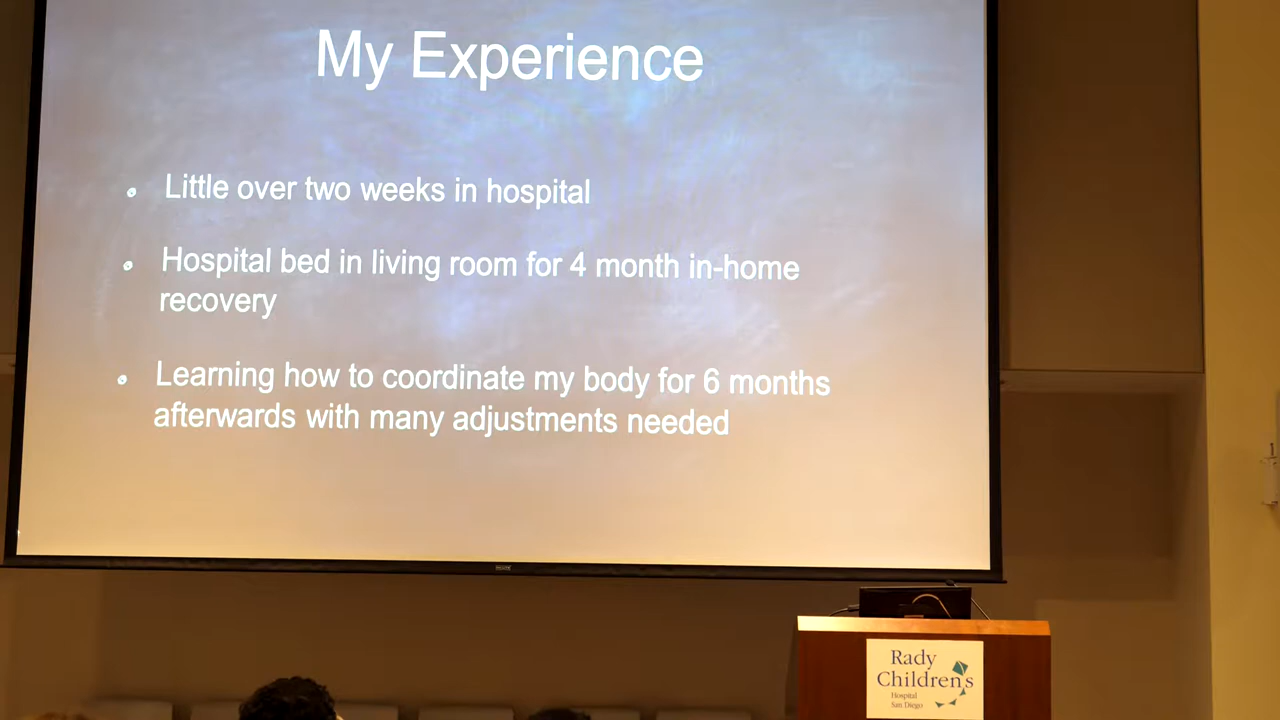 My Experience
Little over two weeks in hospital
Hospital bed in living room for 4 month in-home
recovery
Learning how to coordinate my body for 6 months
afterwards with many adjustments needed
Rady
Children's
Hospital
San Diego